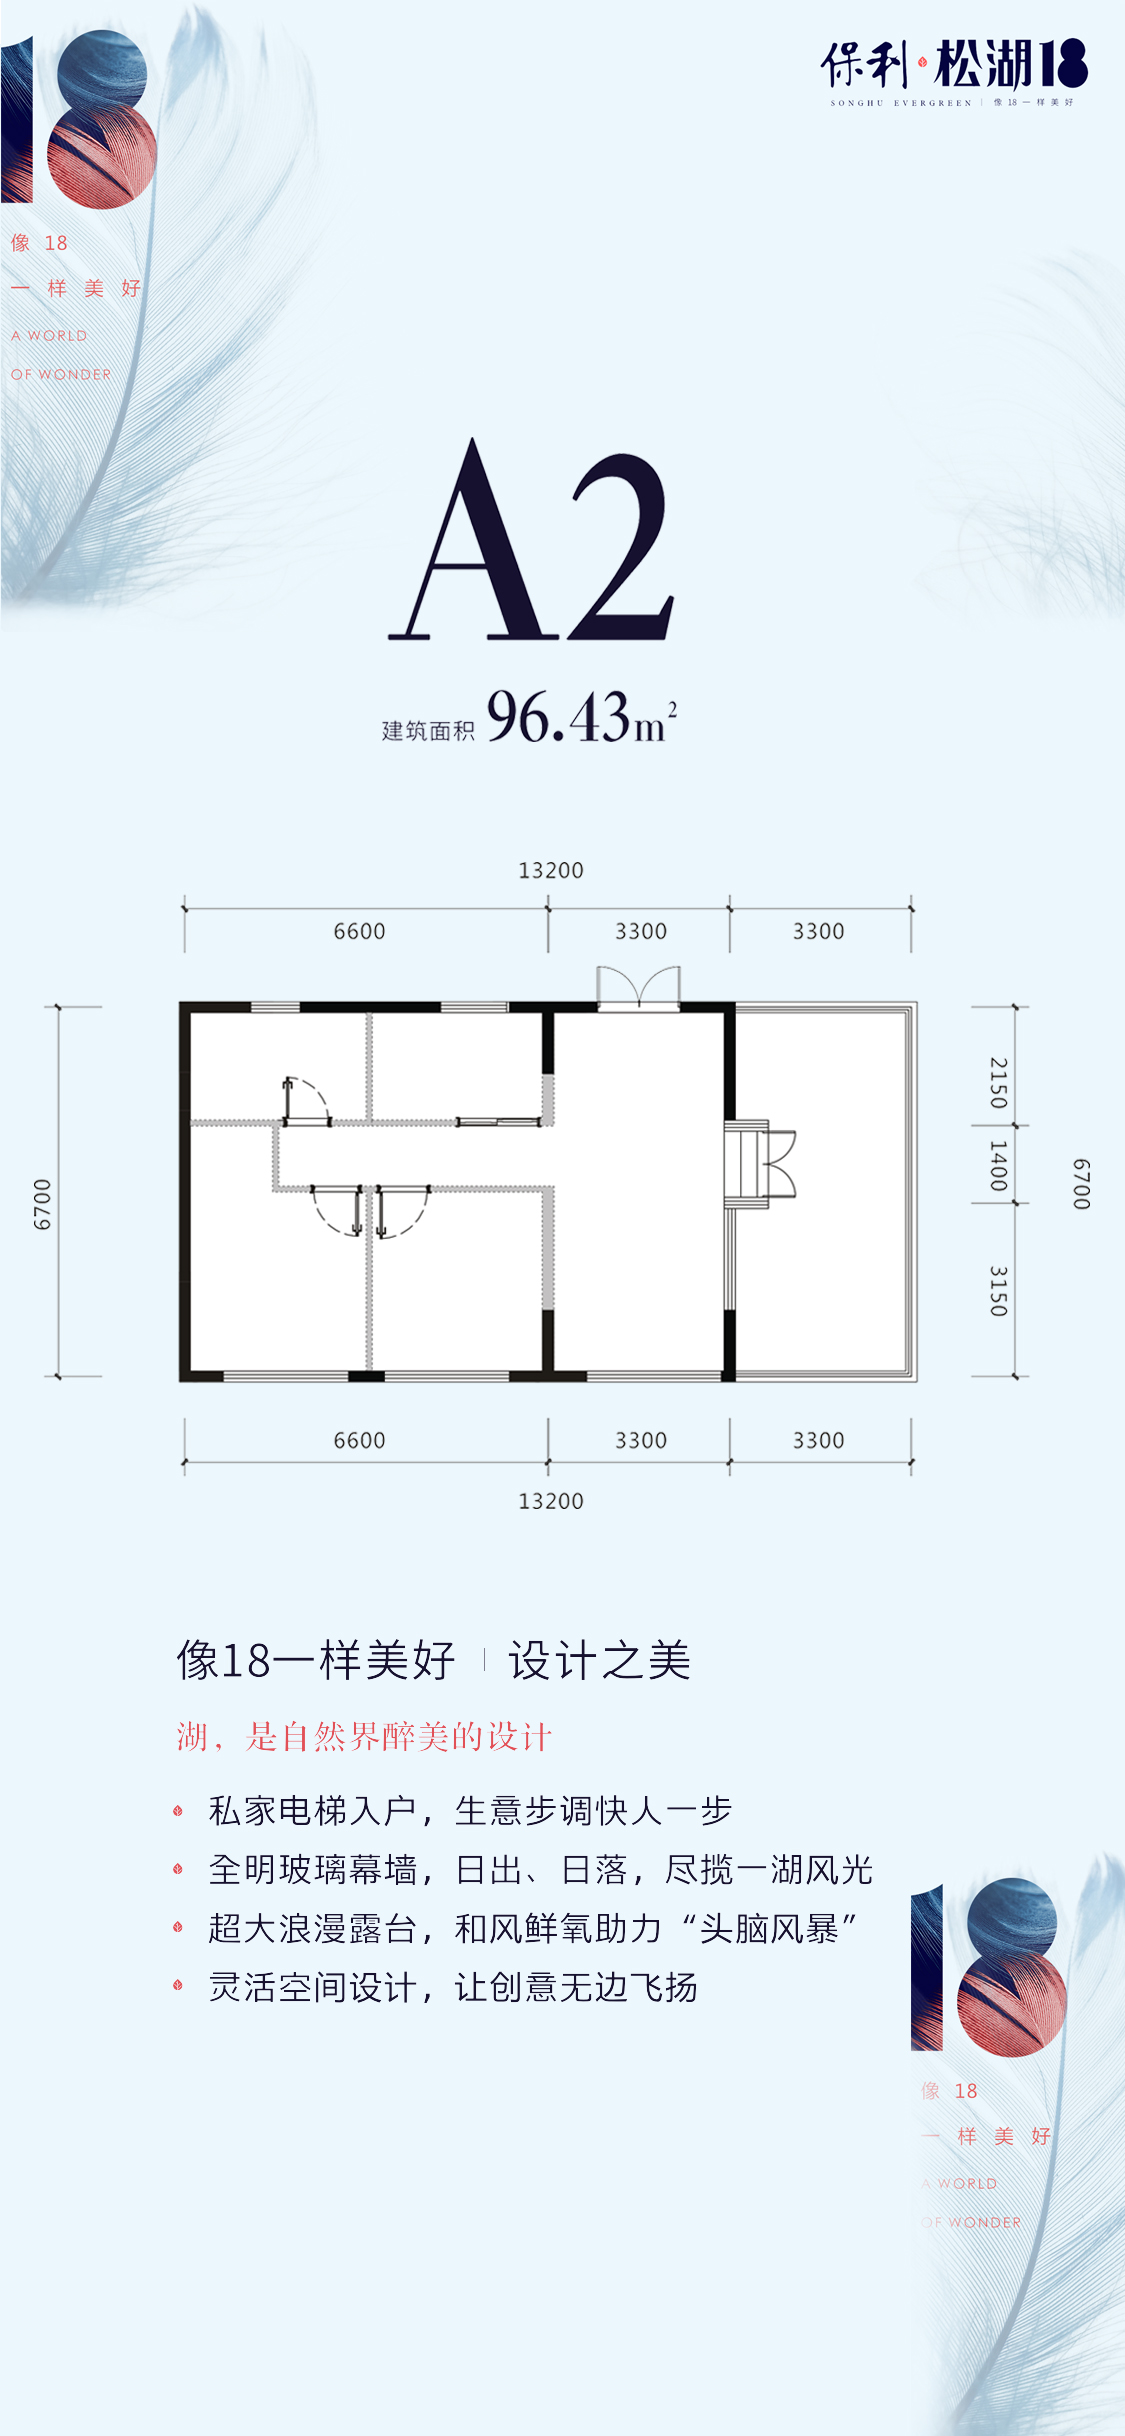 18
像 18
一样美好
A WORLD
OF WONDER
保利·松湖18
SONGHU EVERGREEN | 像18一样美好
A2
建筑面积 96.43m²
13200
6600 3300 3300
6700
2150
1400
3150
6700
6600 3300 3300
13200
像18一样美好 | 设计之美
湖，是自然界醉美的设计
私家电梯入户，生意步调快人一步
全明玻璃幕墙，日出、日落，尽揽一湖风光
超大浪漫露台，和风鲜氧助力“头脑风暴”
灵活空间设计，让创意无边飞扬
18
像 18
一样美好
A WORLD
OF WONDER